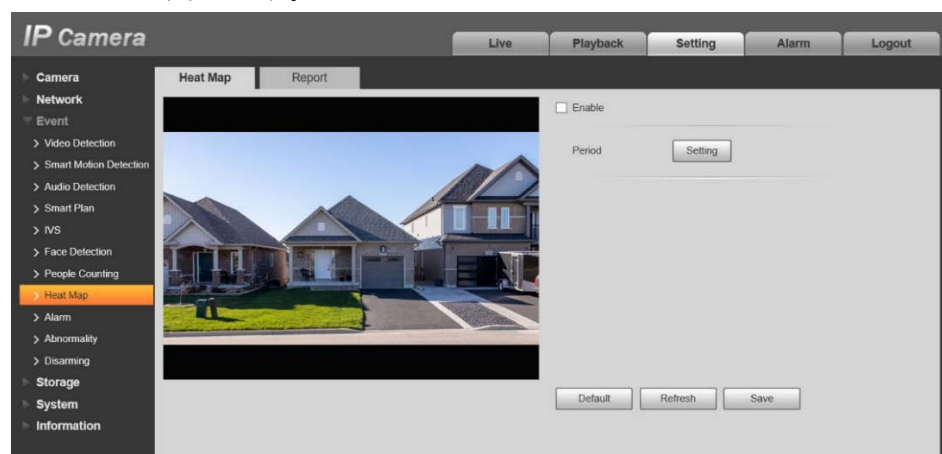 IP Camera
Live
Playback
Setting
Alarm
Logout
Camera
Network
Event
Video Detection
Smart Motion Detection
Audio Detection
Smart Plan
IVS
Face Detection
People Counting
Heat Map
Alarm
Abnormality
Disarming
Storage
System
Information
Heat Map
Report
Enable
Period
Setting
Default
Refresh
Save